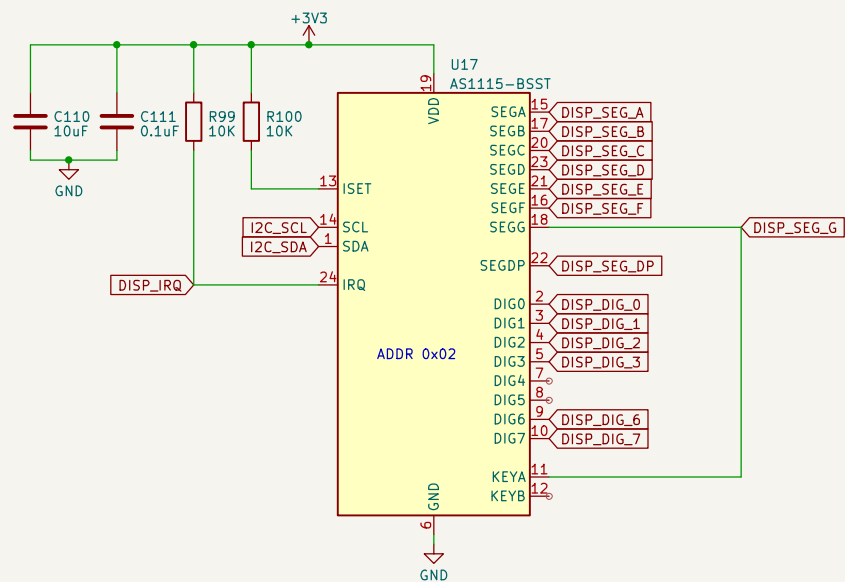 +3V3
U17
AS1115-BSST
C110
10uF
C111
0.1uF
R99
10K
R100
10K
GND
19
VDD
13 ISET
I2C_SCL 14 SCL
I2C_SDA 1 SDA
DISP_IRQ 24 IRQ
ADDR 0x02
SEGA 15 DISP_SEG_A
SEGB 17 DISP_SEG_B
SEGC 20 DISP_SEG_C
SEGD 23 DISP_SEG_D
SEGE 21 DISP_SEG_E
SEGF 16 DISP_SEG_F
SEGG 18 DISP_SEG_G
SEGDP 22 DISP_SEG_DP
DIG0 2 DISP_DIG_0
DIG1 3 DISP_DIG_1
DIG2 4 DISP_DIG_2
DIG3 5 DISP_DIG_3
DIG4 7
DIG5 8
DIG6 9 DISP_DIG_6
DIG7 10 DISP_DIG_7
KEYA 11
KEYB 12
GND
6
GND